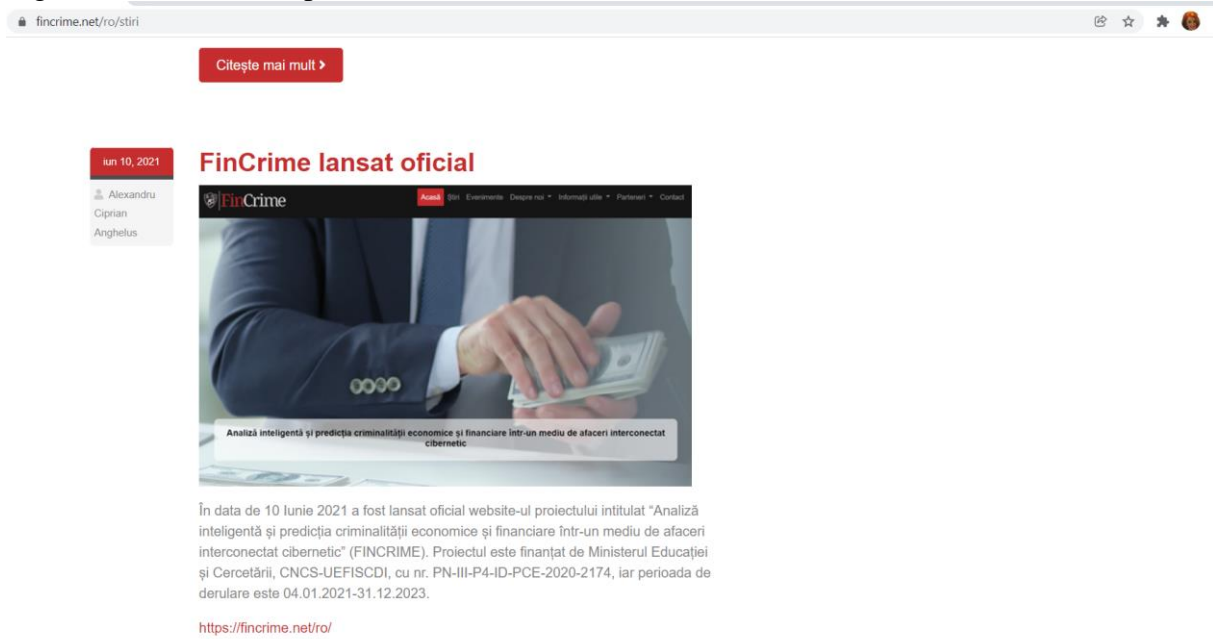 fincrime.net/ro/stiri
Citește mai mult
iun 10, 2021
Alexandru
Ciprian
Anghelus
FinCrime lansat oficial
FinCrime
Acasă Știri Evenimente Despre noi Informații utile Parteneri Contact
Analiză inteligentă și predicția criminalității economice și financiare într-un mediu de afaceri interconectat
cibernetic
În data de 10 Iunie 2021 a fost lansat oficial website-ul proiectului intitulat “Analiză
inteligentă și predicția criminalității economice și financiare într-un mediu de afaceri
interconectat cibernetic” (FINCRIME). Proiectul este finanțat de Ministerul Educației
și Cercetării, CNCS-UEFISCDI, cu nr. PN-III-P4-ID-PCE-2020-2174, iar perioada de
derulare este 04.01.2021-31.12.2023.
https://fincrime.net/ro/